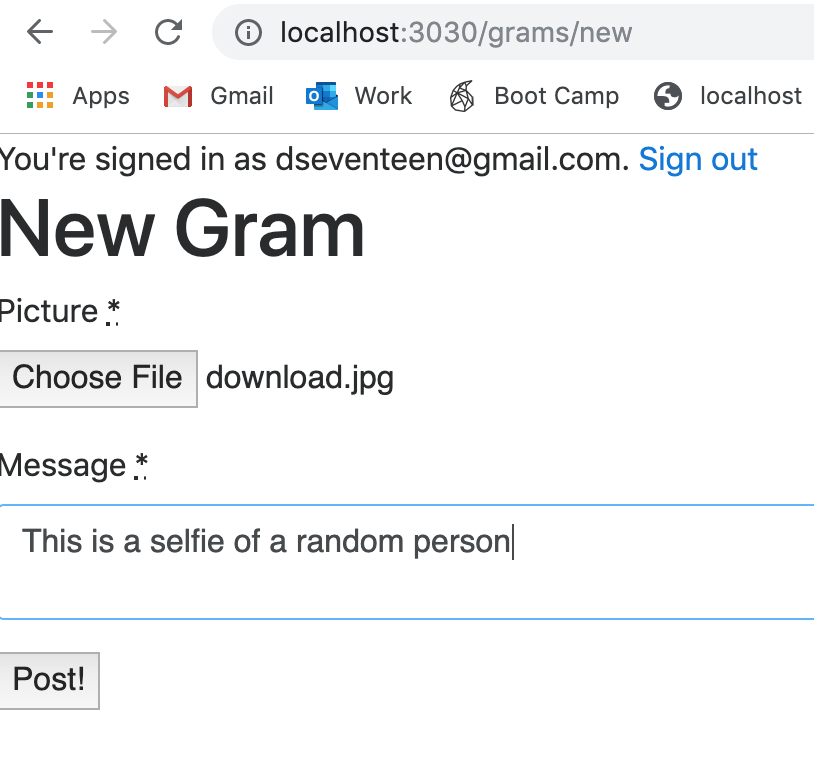 localhost:3030/grams/new
Apps Gmail Work Boot Camp localhost
You're signed in as dseventeen@gmail.com. Sign out
New Gram
Picture *
Choose File download.jpg
Message *
This is a selfie of a random person
Post!